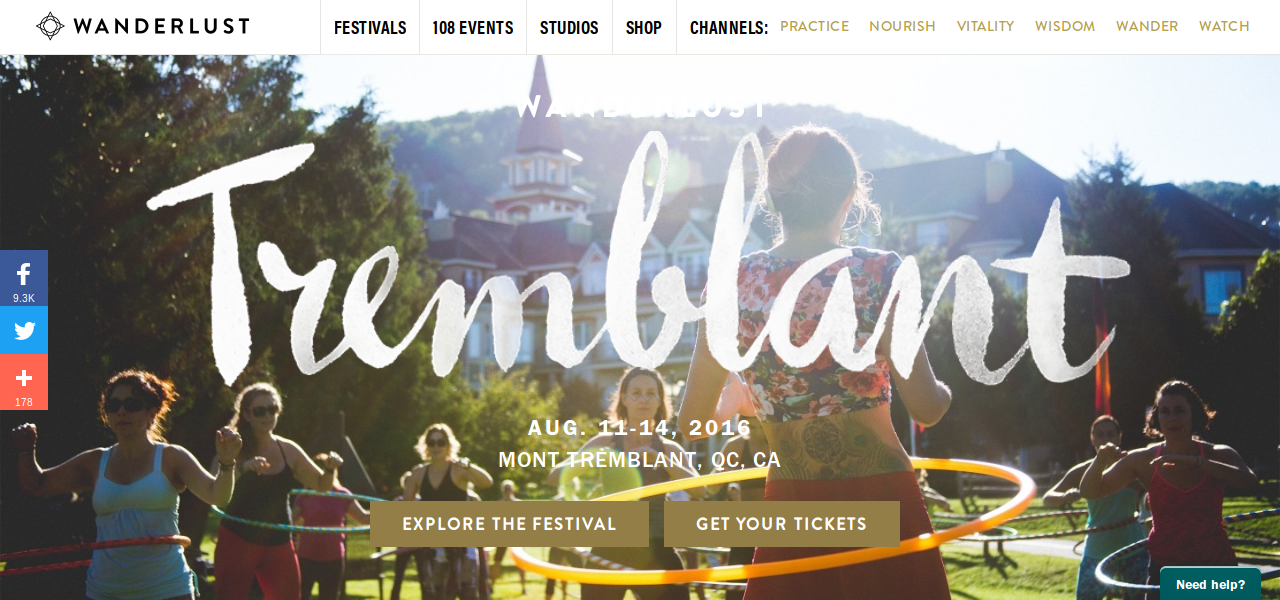 WANDERLUST
FESTIVALS
108 EVENTS
STUDIOS
SHOP
CHANNELS:
PRACTICE
NOURISH
VITALITY
WISDOM
WANDER
WATCH
WANDERLUST
Tremblant
9.3K
178
AUG. 11-14, 2016
MONT TREMBLANT, QC, CA
EXPLORE THE FESTIVAL
GET YOUR TICKETS
Need help?